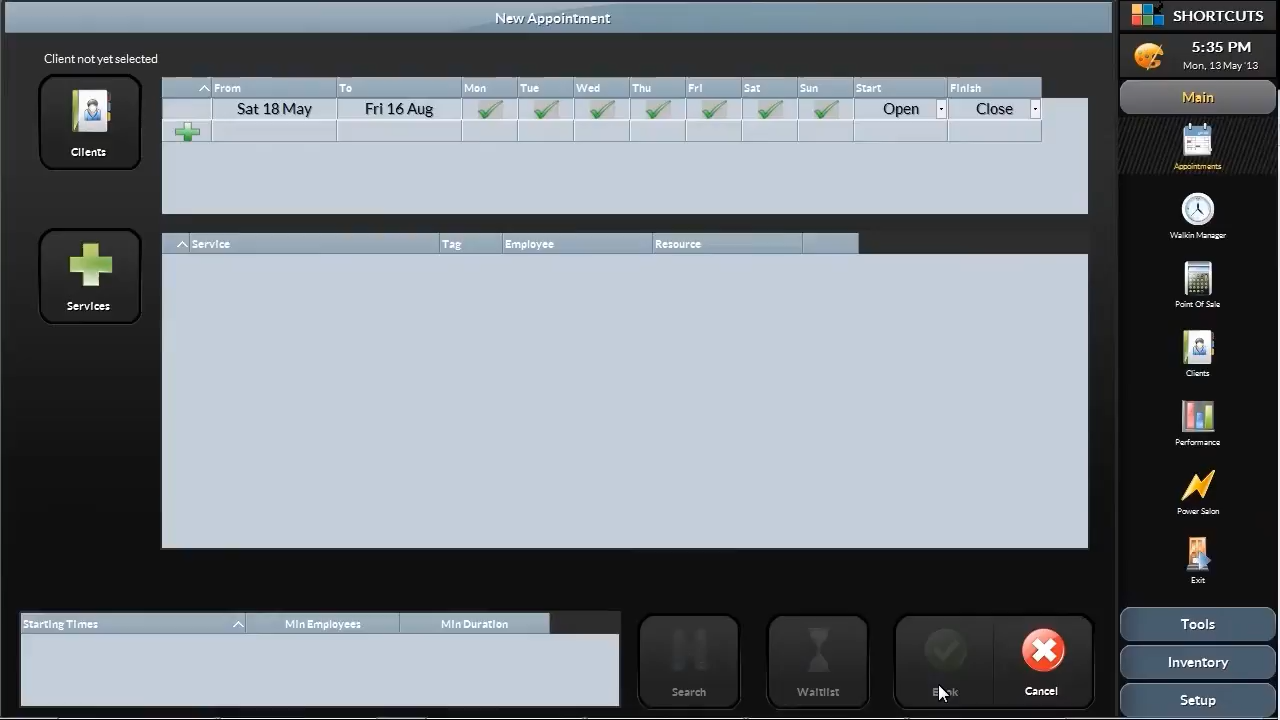 New Appointment
SHORTCUTS
5:35 PM
Mon, 13 May '13
Client not yet selected
Clients
From To Mon Tue Wed Thu Fri Sat Sun Start Finish
Sat 18 May Fri 16 Aug Open Close
Services
Service Tag Employee Resource
Main
Appointments
Walkin Manager
Point Of Sale
Clients
Performance
Power Salon
Exit
Starting Times Min Employees Min Duration
Search
Waitlist
Cancel
Tools
Inventory
Setup